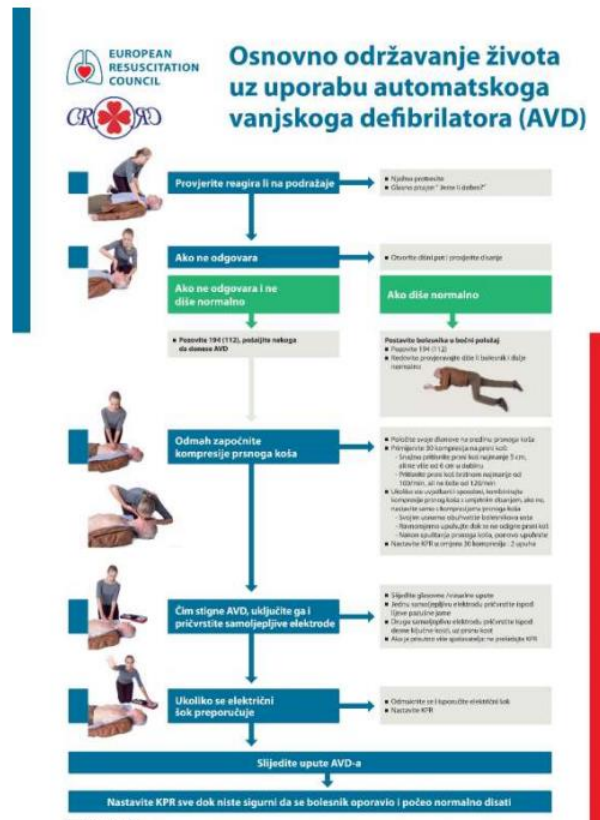 EUROPEAN
RESUSCITATION
COUNCIL
Osnovno održavanje života
uz uporabu automatskoga
vanjskoga defibrilatora (AVD)
Provjerite reagira li na podražaje
Nježno protresite
Glasno pitajte: "Jeste li dobro?"
Ako ne odgovara
Otvorite dišni put i provjerite disanje
Ako ne odgovara i ne
diše normalno
Ako diše normalno
Pozovite 194 (112), pošaljite nekoga
da donese AVD
Postavite bolesnika u bočni položaj
Pozovite 194 (112)
Redovito provjeravajte diše li bolesnik i dalje
normalno
Odmah započnite
kompresije prsnoga koša
Položite svoje dlanove na sredinu prsnoga koša
Primijenite 30 kompresija na prsni koš:
- Snažno pritisnite prsni koš najmanje 5 cm,
ali ne više od 6 cm u dubinu
- Pritisnite prsni koš brzinom najmanje od
100/min, ali ne brže od 120/min
Ukoliko ste uvježbani i sposobni, kombinirajte
kompresije prsnog koša s umjetnim disanjem, ako ne,
nastavite samo s kompresijama prsnoga koša
- Svojim usnama obuhvatite bolesnikova usta
- Ravnomjerno upuhujte dok se ne odigne prsni koš
- Nakon spuštanja prsnoga koša, ponovo upuhnite
Nastavite KPR u omjeru 30 kompresija : 2 upuha
Čim stigne AVD, uključite ga i
pričvrstite samoljepljive elektrode
Slijedite glasovne /vizualne upute
Jednu samoljepljivu elektrodu pričvrstite ispod
lijeve pazušne jame
Drugu samoljepljivu elektrodu pričvrstite ispod
desne ključne kosti, uz prsnu kost
Ako je prisutno više spašavatelja: ne prekidajte KPR
Ukoliko se električni
šok preporučuje
Odmaknite se i isporučite električni šok
Nastavite KPR
Slijedite upute AVD-a
Nastavite KPR sve dok niste sigurni da se bolesnik oporavio i počeo normalno disati